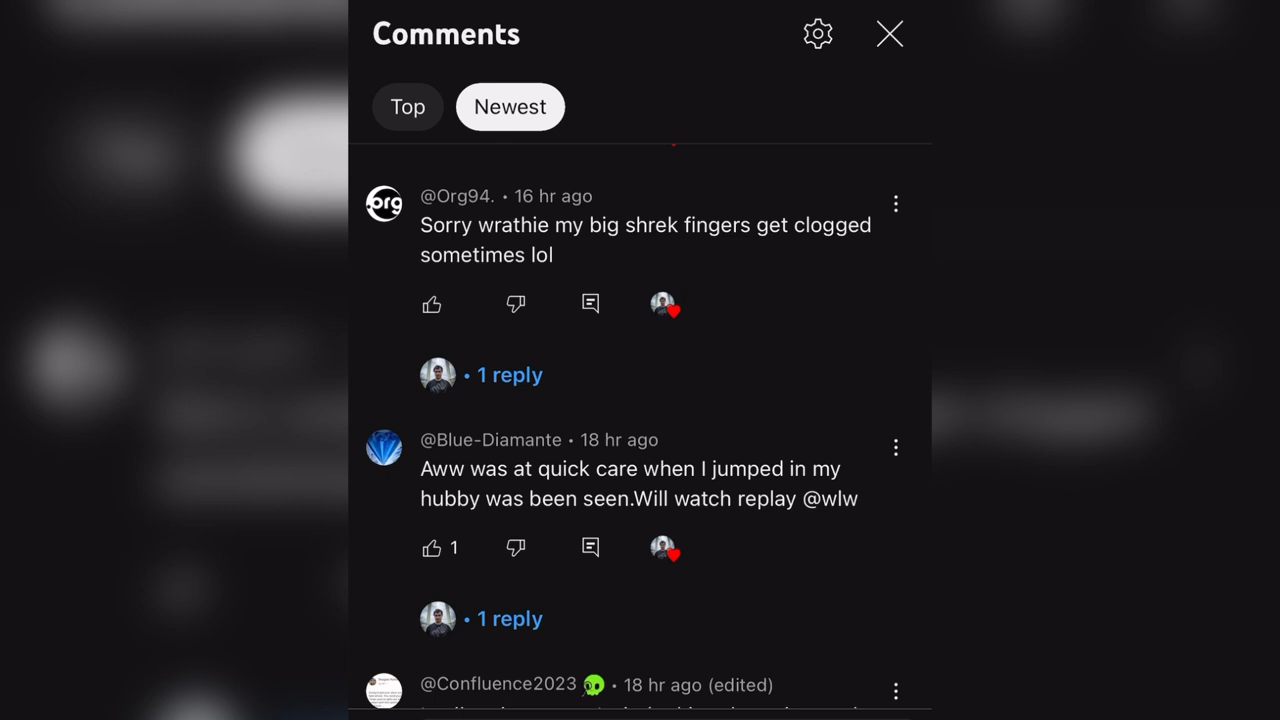 Comments
Top
Newest
@Org94. • 16 hr ago
Sorry wrathie my big shrek fingers get clogged
sometimes lol
• 1 reply
@Blue-Diamante • 18 hr ago
Aww was at quick care when I jumped in my
hubby was been seen.Will watch replay @wlw
1
• 1 reply
@Confluence2023 • 18 hr ago (edited)
.org